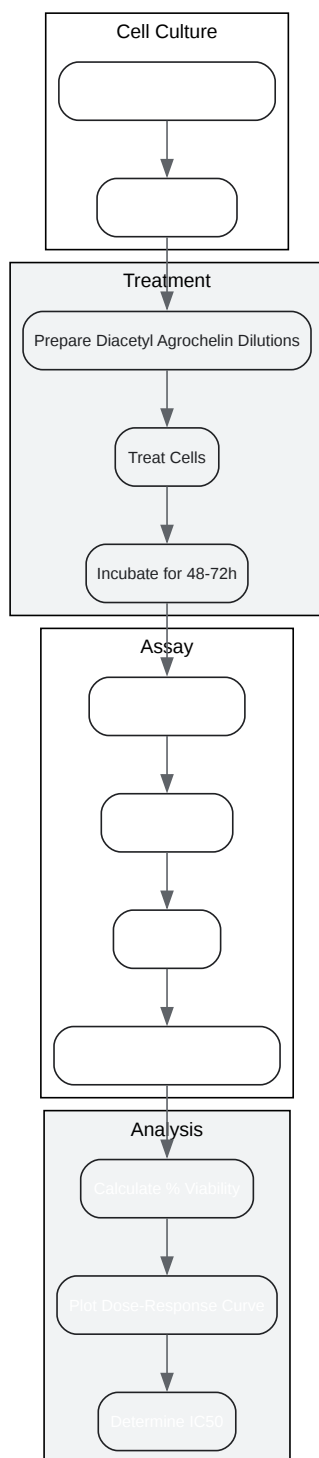 Cell Culture
Treatment
Prepare Diacetyl Agrochelin Dilutions
Treat Cells
Incubate for 48-72h
Assay
Analysis
Calculate % Viability
Plot Dose-Response Curve
Determine IC50